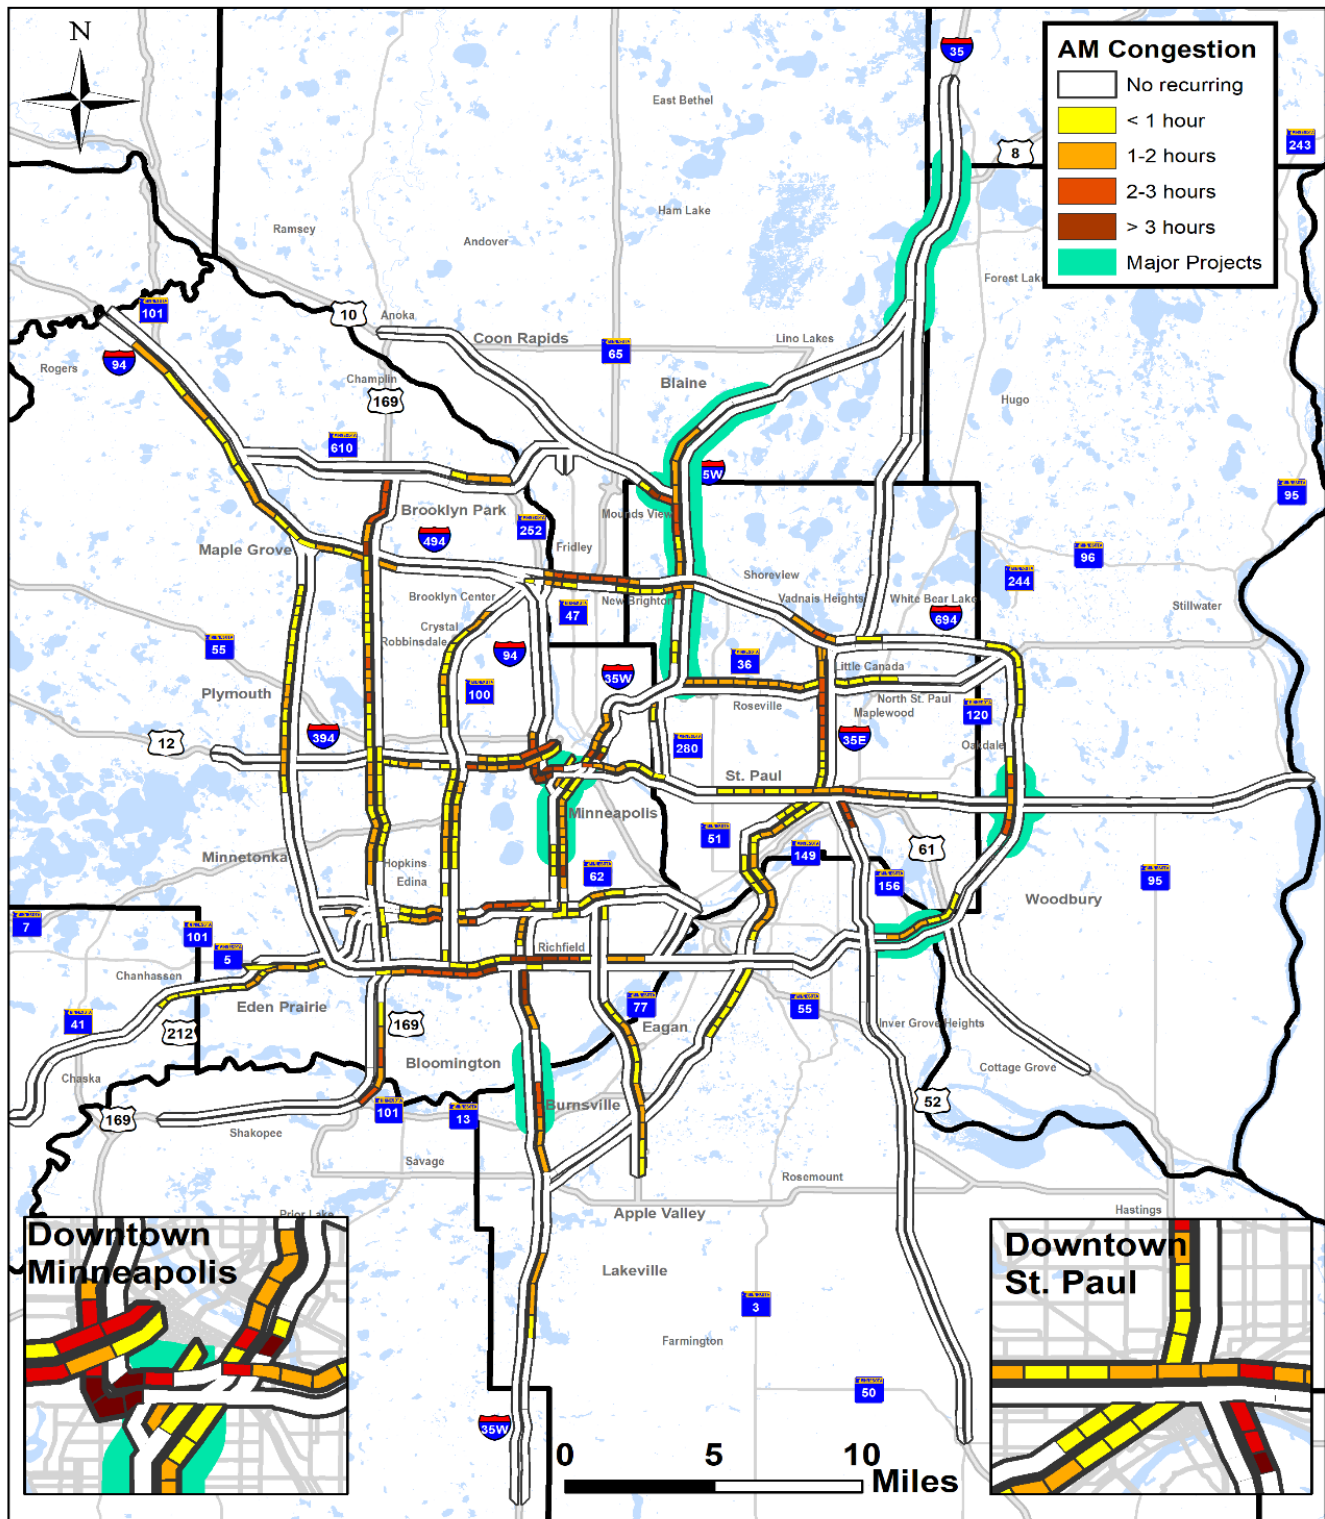 N
35
AM Congestion
No recurring
< 1 hour
1-2 hours
2-3 hours
> 3 hours
Major Projects
East Bethel
8
243
Ham Lake
Ramsey
Andover
Forest Lake
101
10
Anoka
Coon Rapids
65
Lino Lakes
94
Rogers
Champlin
Blaine
169
Hugo
610
5W
95
Brooklyn Park
Mounds View
252
494
Maple Grove
Fridley
96
Shoreview
244
Brooklyn Center
New Brighton
Vadnais Heights
White Bear Lake
Stillwater
47
694
Crystal
Robbinsdale
55
94
36
Little Canada
35W
Plymouth
100
Roseville
North St. Paul
Maplewood
120
12
394
280
35E
Oakdale
St. Paul
Minneapolis
51
61
Minnetonka
149
Hopkins
62
Edina
156
95
Woodbury
7
101
5
Richfield
Chanhassen
Eden Prairie
77
55
41
212
169
Eagan
Inver Grove Heights
Bloomington
Chaska
Cottage Grove
169
101
13
Burnsville
52
Shakopee
Savage
Rosemount
Prior Lake
Apple Valley
Hastings
Downtown
Minneapolis
Lakeville
Downtown
St. Paul
3
Farmington
50
35W
0
5
10
Miles